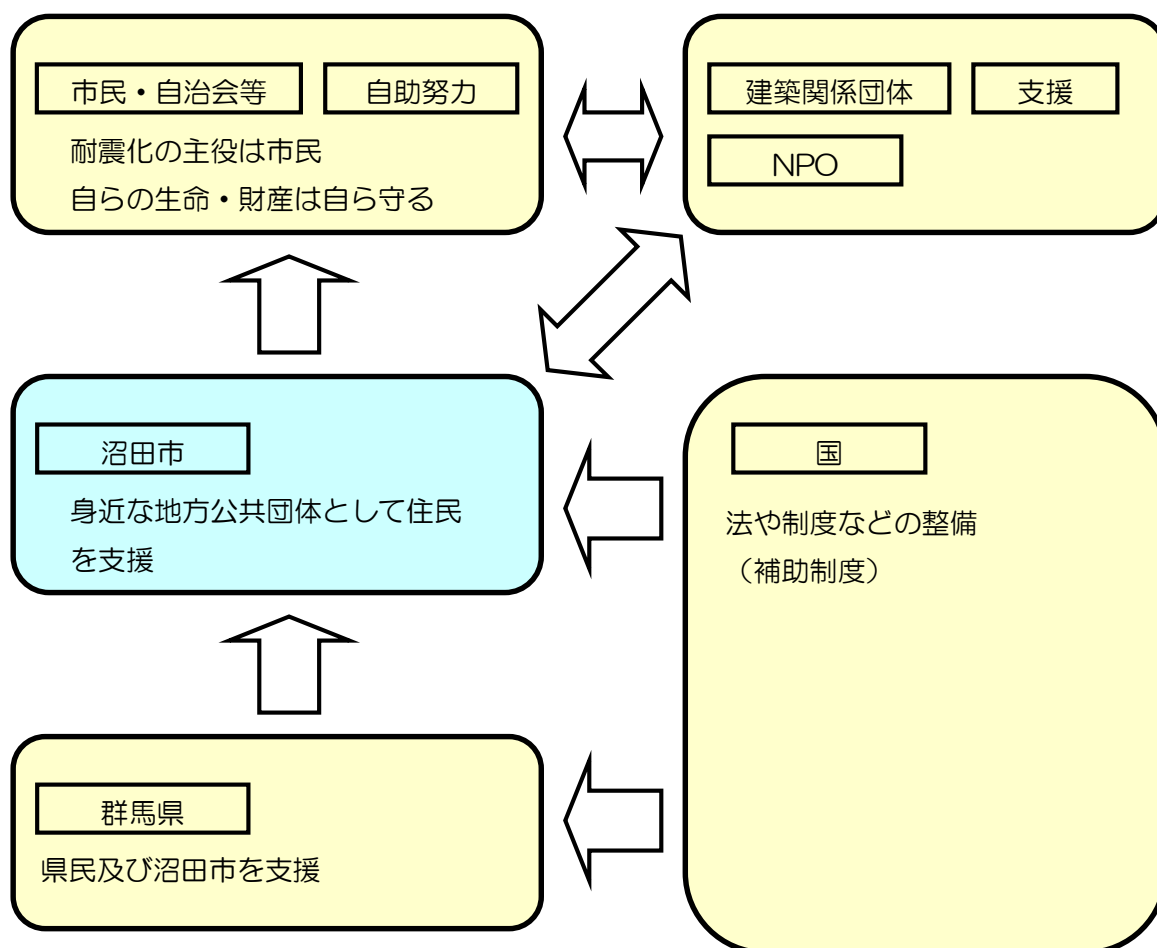 市民・自治会等
自助努力
耐震化の主役は市民
自らの生命・財産は自ら守る
建築関係団体
支援
NPO
沼田市
身近な地方公共団体として住民
を支援
国
法や制度などの整備
（補助制度）
群馬県
県民及び沼田市を支援